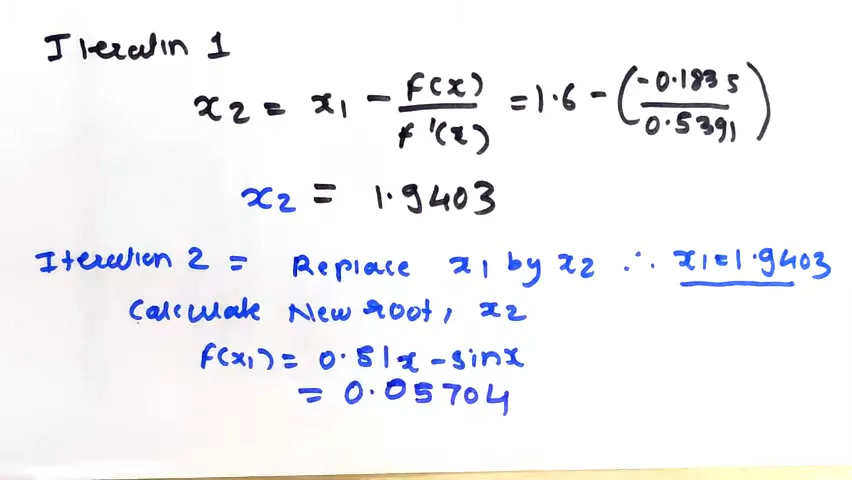 Iteratin 1
x2 = x1 - f(x)/f'(x) = 1.6 - (-0.1835/0.5391)
x2 = 1.9403
Iteration 2 = Replace x1 by x2 ∴ x1=1.9403
Calculate New root, x2
f(x1) = 0.51x - sinx
= 0.05704